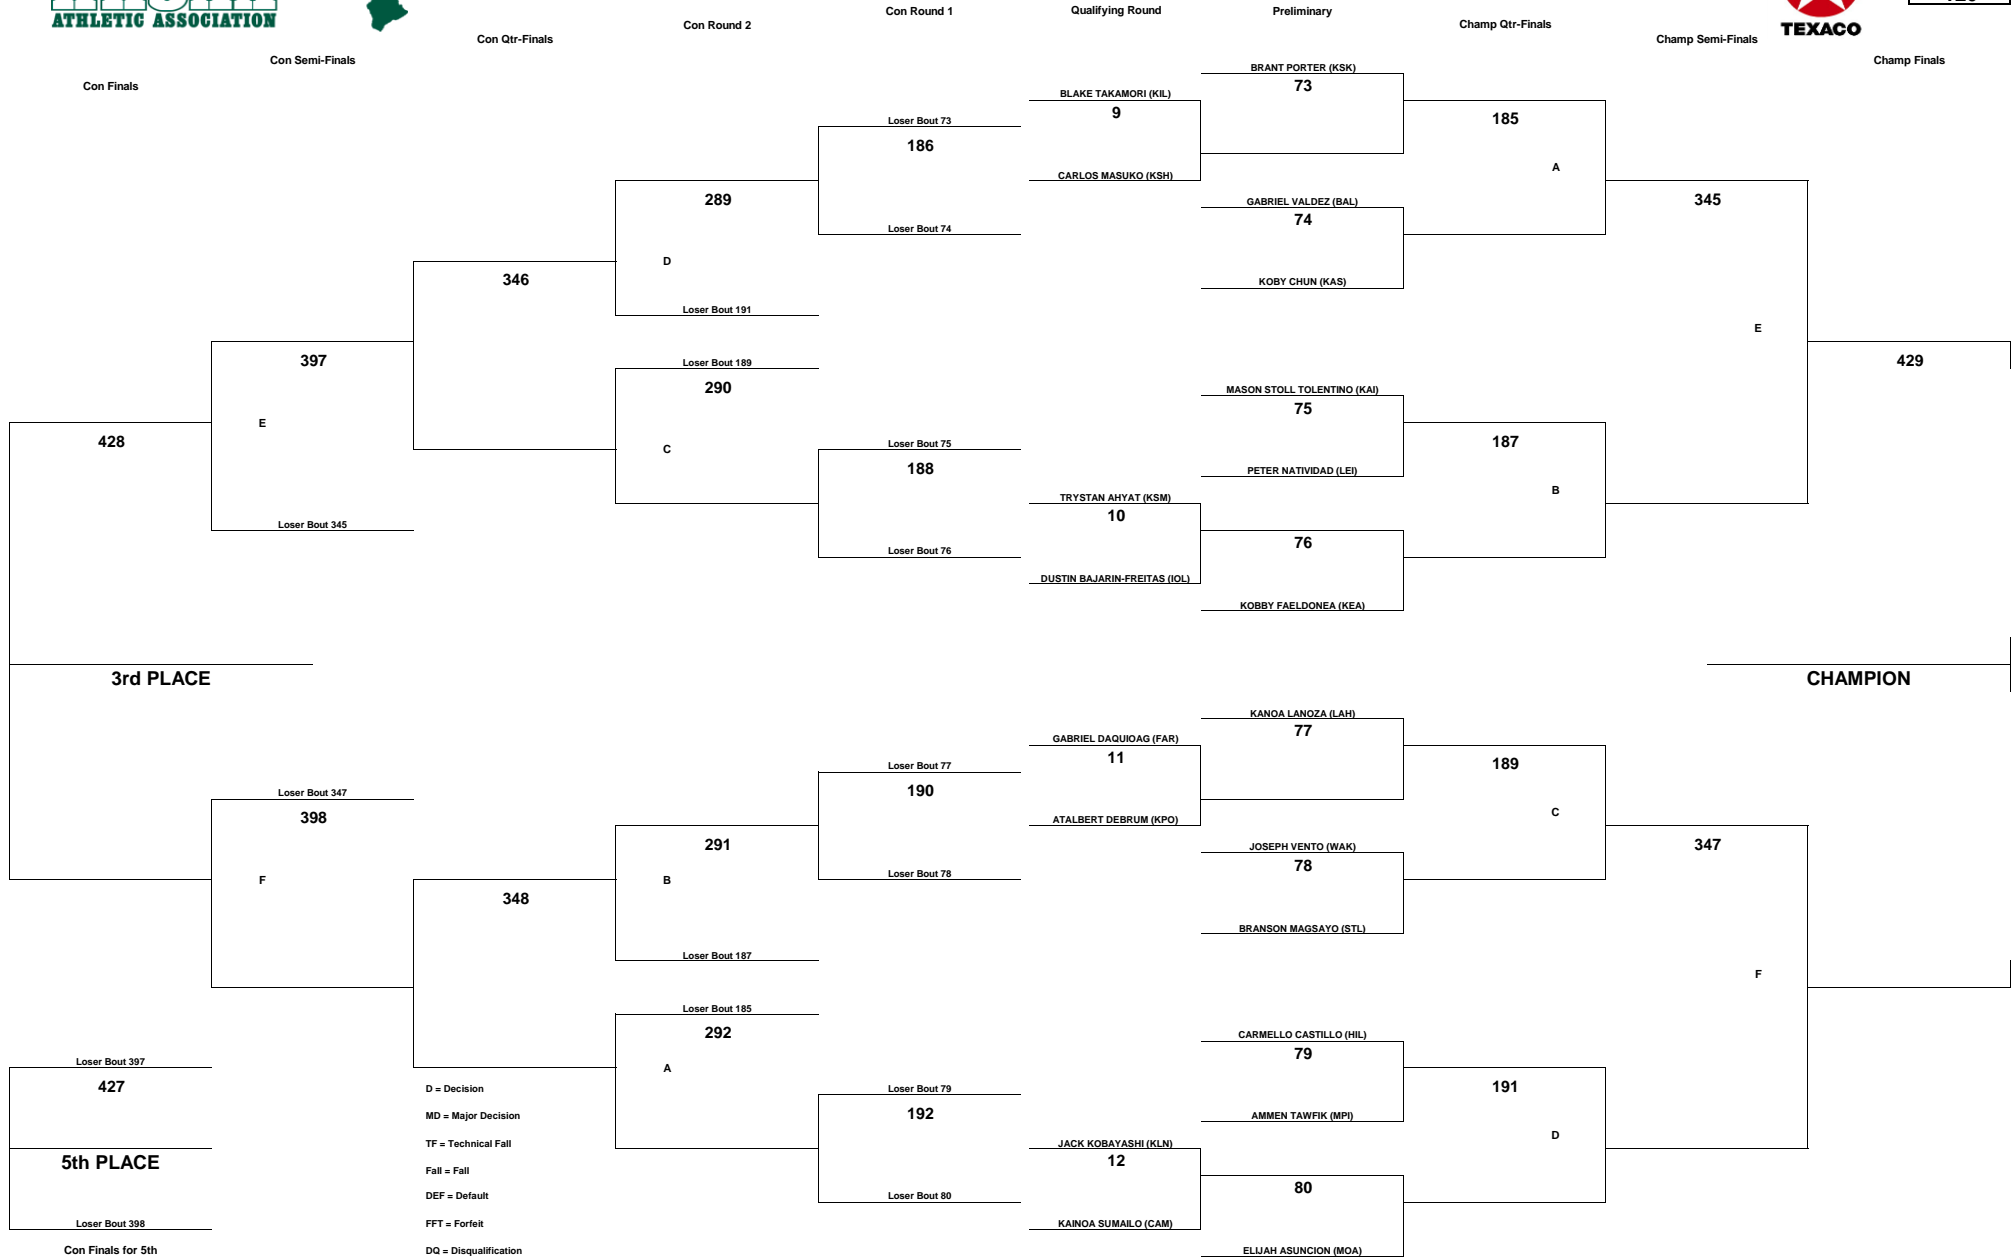 ATHLETIC ASSOCIATION
TEXACO
Con Round 1
Qualifying Round
Preliminary
Con Round 2
Champ Qtr-Finals
Con Qtr-Finals
Champ Semi-Finals
Con Semi-Finals
Champ Finals
Con Finals
BRANT PORTER (KSK)
73
BLAKE TAKAMORI (KIL)
9
185
Loser Bout 73
186
A
CARLOS MASUKO (KSH)
289
GABRIEL VALDEZ (BAL)
345
74
Loser Bout 74
D
346
KOBY CHUN (KAS)
Loser Bout 191
E
397
Loser Bout 189
429
290
MASON STOLL TOLENTINO (KAI)
75
E
428
Loser Bout 75
187
C
188
PETER NATIVIDAD (LEI)
B
TRYSTAN AHYAT (KSM)
10
Loser Bout 345
76
Loser Bout 76
DUSTIN BAJARIN-FREITAS (IOL)
KOBBY FAELDONEA (KEA)
3rd PLACE
CHAMPION
KANOA LANOZA (LAH)
77
GABRIEL DAQUIOAG (FAR)
11
Loser Bout 77
189
Loser Bout 347
190
398
C
ATALBERT DEBRUM (KPO)
291
JOSEPH VENTO (WAK)
347
78
Loser Bout 78
F
B
348
BRANSON MAGSAYO (STL)
Loser Bout 187
F
Loser Bout 185
292
CARMELLO CASTILLO (HIL)
79
Loser Bout 397
A
427
D = Decision
Loser Bout 79
191
MD = Major Decision
192
AMMEN TAWFIK (MPI)
D
TF = Technical Fall
JACK KOBAYASHI (KLN)
5th PLACE
12
Fall = Fall
80
DEF = Default
Loser Bout 80
Loser Bout 398
FFT = Forfeit
KAINOA SUMAILO (CAM)
Con Finals for 5th
DQ = Disqualification
ELIJAH ASUNCION (MOA)